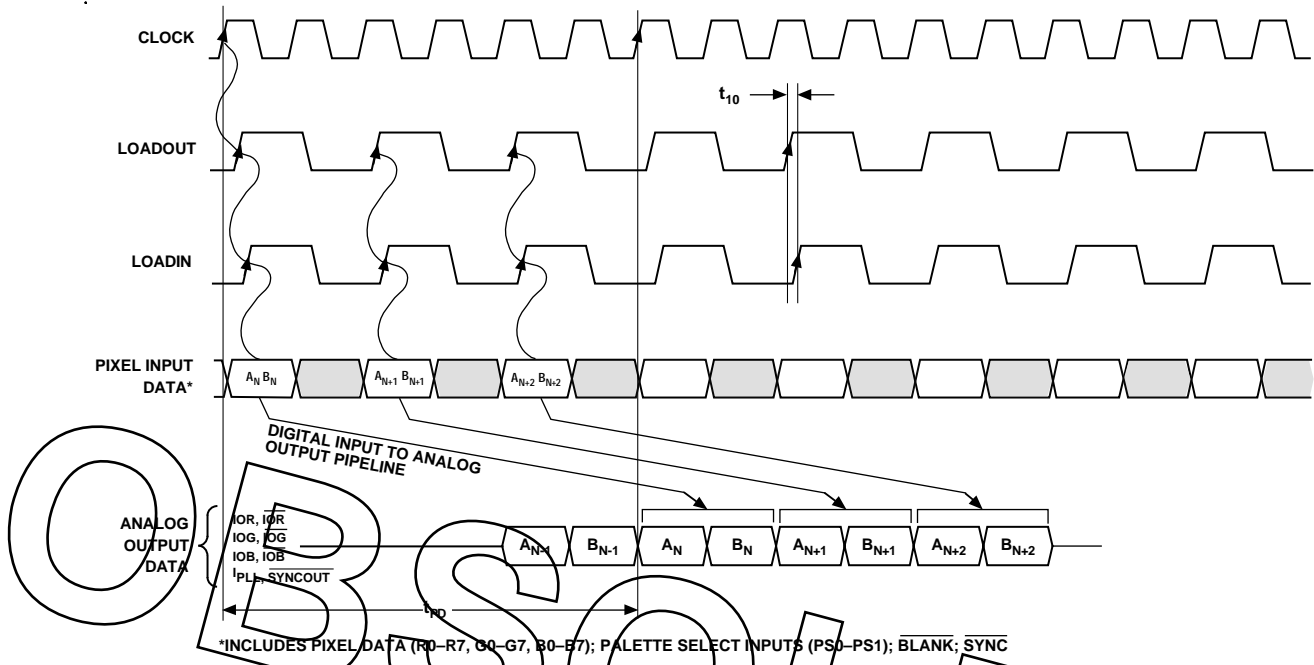 CLOCK
t10
LOADOUT
LOADIN
PIXEL INPUT
DATA*
AN BN
AN+1 BN+1
AN+2 BN+2
DIGITAL INPUT TO ANALOG
OUTPUT PIPELINE
ANALOG
OUTPUT
DATA
IOR, IOR
IOG, IOG
IOB, IOB
IPLL, SYNCOUT
AN-1
BN-1
AN
BN
AN+1
BN+1
AN+2
BN+2
tPD
*INCLUDES PIXEL DATA (R0–R7, G0–G7, B0–B7); PALETTE SELECT INPUTS (PS0–PS1); BLANK; SYNC